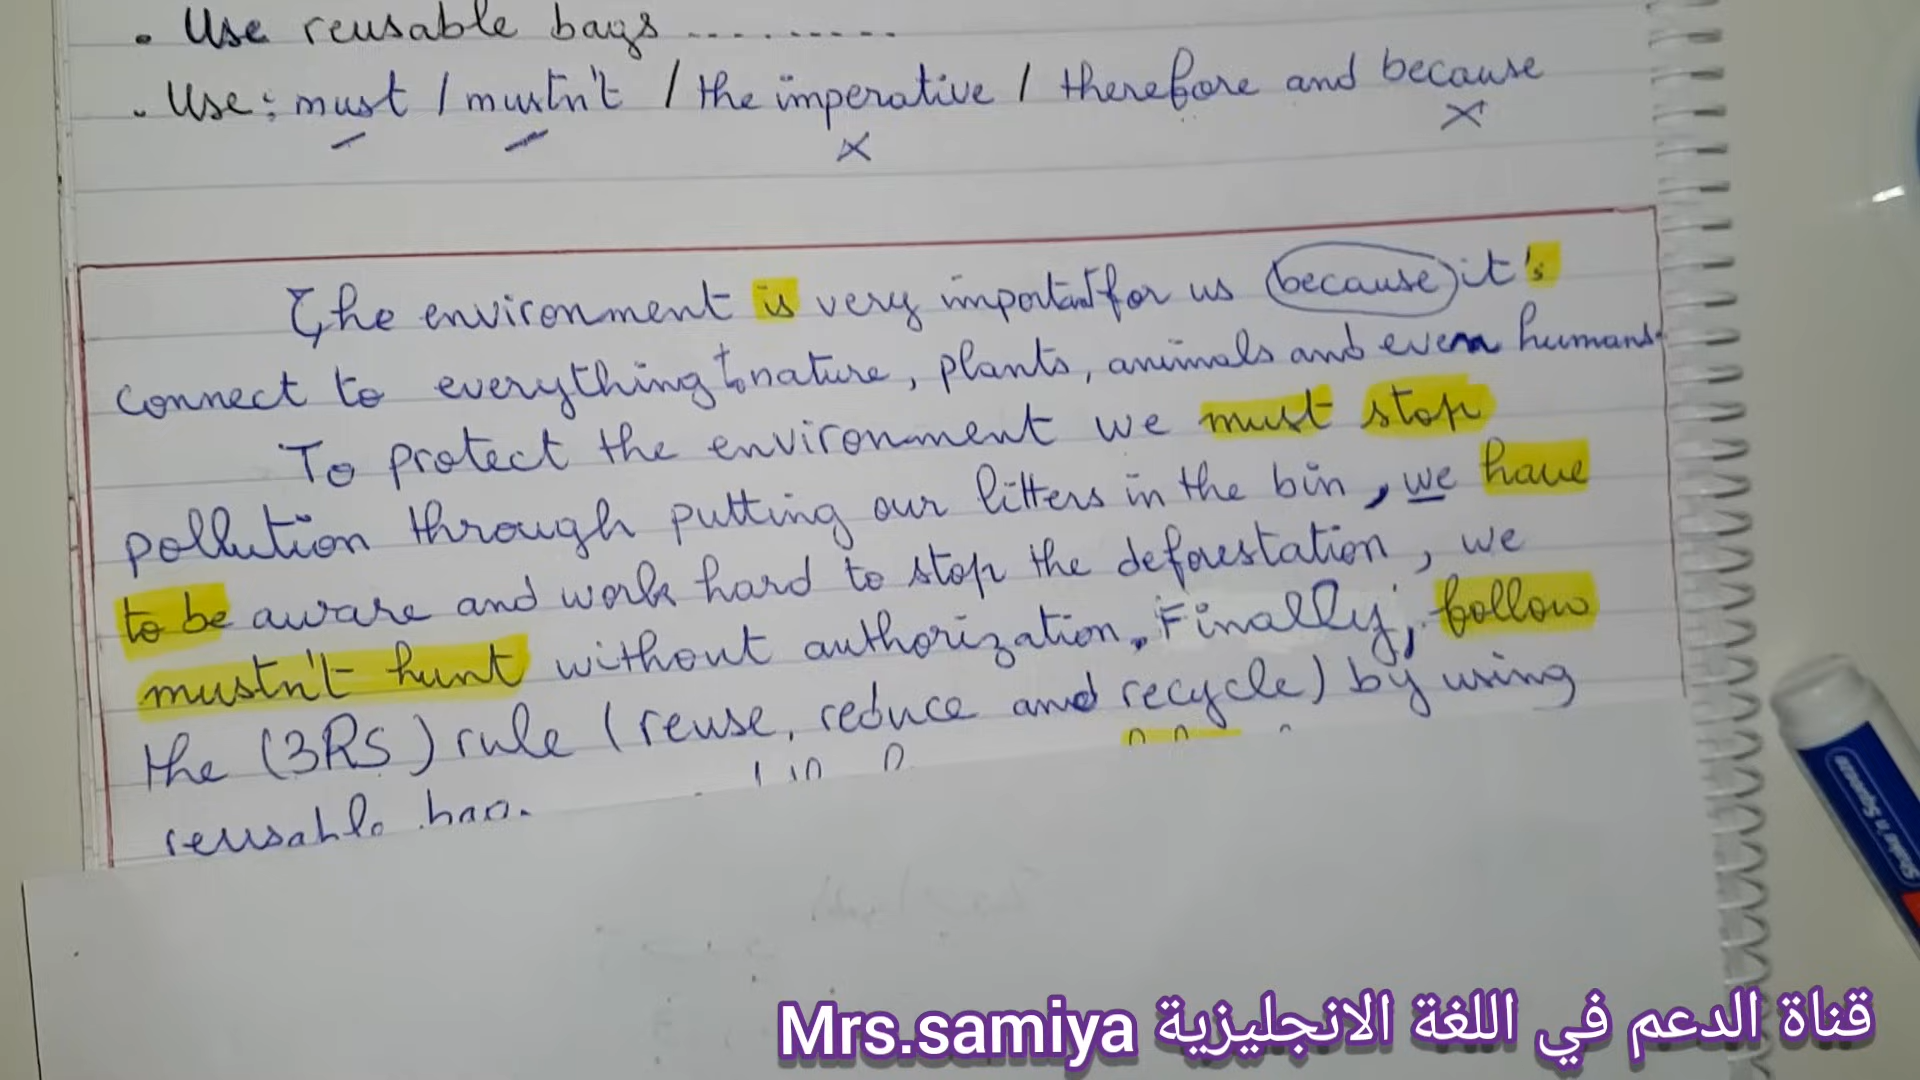 . Use reusable bags .........
. Use : must / mustn't / the imperative / therefore and because
The environment is very important for us because it's
connect to everything to nature, plants, animals and even humans.
To protect the environment we must stop
pollution through putting our litters in the bin, we have
to be aware and work hard to stop the deforestation, we
mustn't hunt without authorization. Finally, follow
the (3RS) rule (reuse, reduce and recycle) by using
reusable bag.
Mrs.samiya قناة الدعم في اللغة الانجليزية